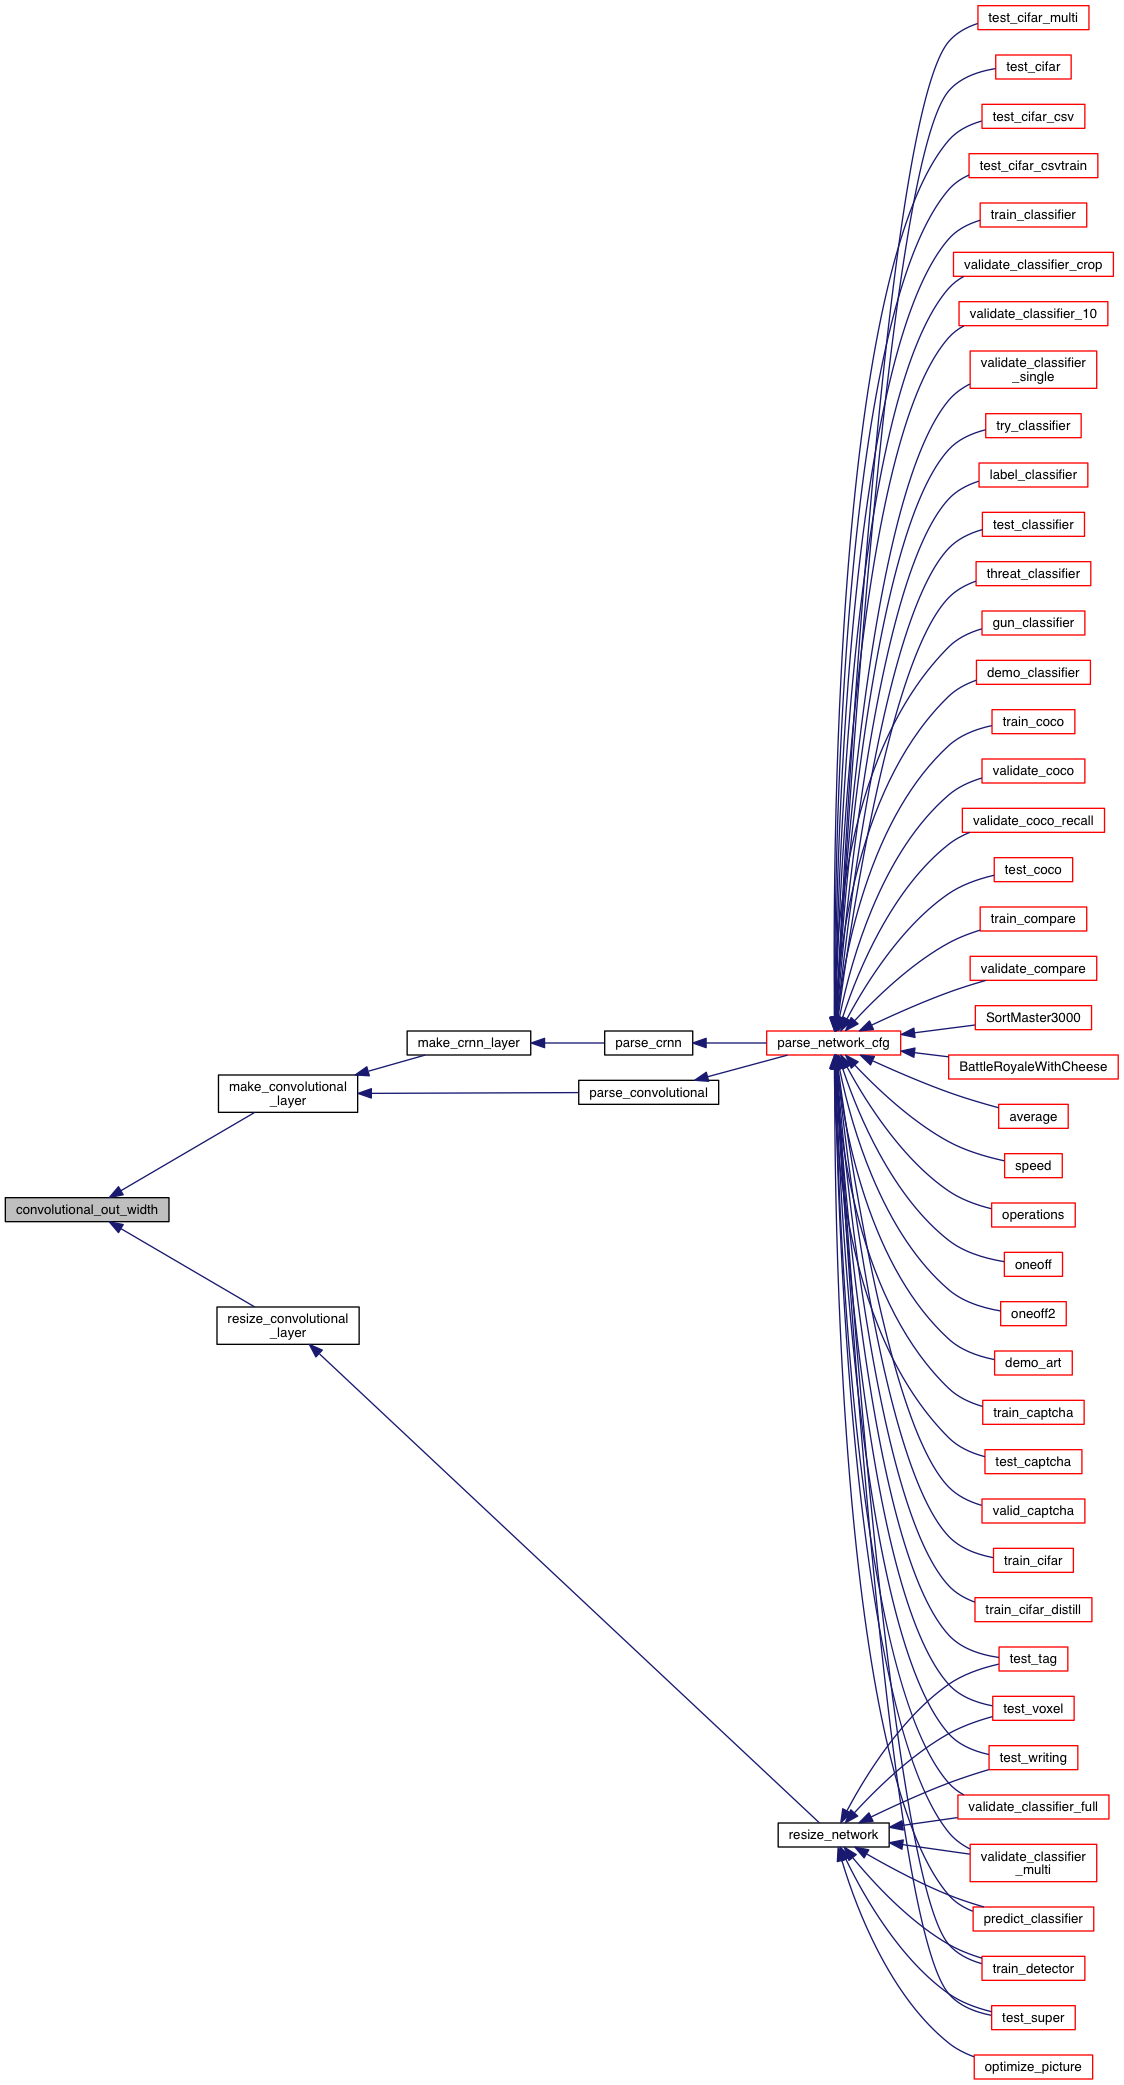 test_cifar_multi
test_cifar
test_cifar_csv
test_cifar_csvtrain
train_classifier
validate_classifier_crop
validate_classifier_10
validate_classifier
_single
try_classifier
label_classifier
test_classifier
threat_classifier
gun_classifier
demo_classifier
train_coco
validate_coco
validate_coco_recall
test_coco
train_compare
validate_compare
SortMaster3000
make_crnn_layer
parse_crnn
parse_network_cfg
BattleRoyaleWithCheese
make_convolutional
_layer
parse_convolutional
average
speed
convolutional_out_width
operations
oneoff
oneoff2
resize_convolutional
_layer
demo_art
train_captcha
test_captcha
valid_captcha
train_cifar
train_cifar_distill
test_tag
test_voxel
test_writing
validate_classifier_full
resize_network
validate_classifier
_multi
predict_classifier
train_detector
test_super
optimize_picture